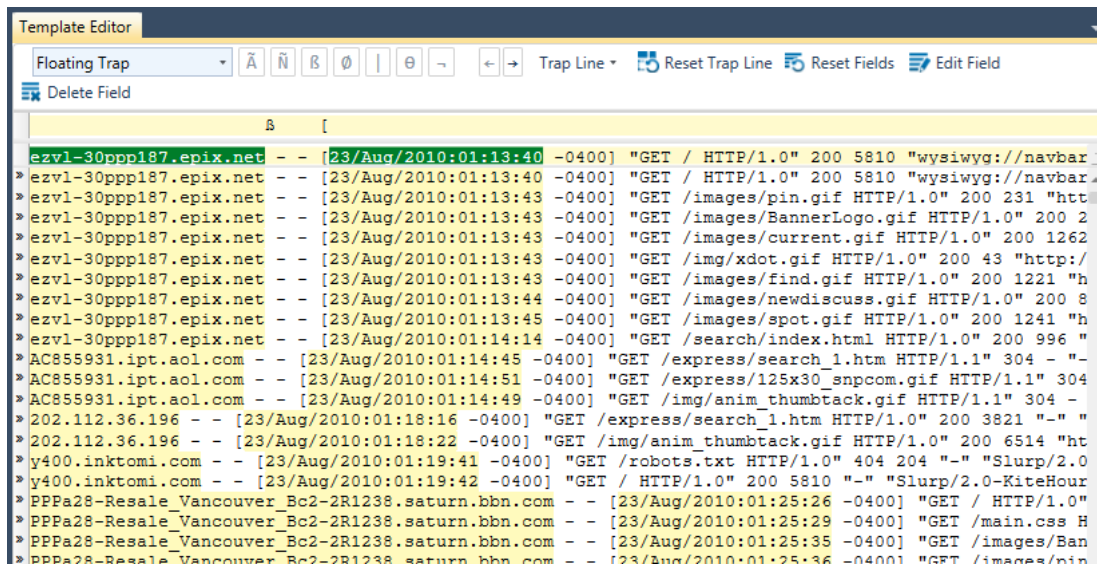 Template Editor
Floating Trap Ã Ñ ß Ø | θ ¬ ← → Trap Line Reset Trap Line Reset Fields Edit Field
Delete Field
ß [
ezvl-30ppp187.epix.net - - [23/Aug/2010:01:13:40 -0400] "GET / HTTP/1.0" 200 5810 "wysiwyg://navbar
» ezvl-30ppp187.epix.net - - [23/Aug/2010:01:13:40 -0400] "GET / HTTP/1.0" 200 5810 "wysiwyg://navbar
» ezvl-30ppp187.epix.net - - [23/Aug/2010:01:13:43 -0400] "GET /images/pin.gif HTTP/1.0" 200 231 "htt
» ezvl-30ppp187.epix.net - - [23/Aug/2010:01:13:43 -0400] "GET /images/BannerLogo.gif HTTP/1.0" 200 2
» ezvl-30ppp187.epix.net - - [23/Aug/2010:01:13:43 -0400] "GET /images/current.gif HTTP/1.0" 200 1262
» ezvl-30ppp187.epix.net - - [23/Aug/2010:01:13:43 -0400] "GET /img/xdot.gif HTTP/1.0" 200 43 "http:/
» ezvl-30ppp187.epix.net - - [23/Aug/2010:01:13:43 -0400] "GET /images/find.gif HTTP/1.0" 200 1221 "h
» ezvl-30ppp187.epix.net - - [23/Aug/2010:01:13:44 -0400] "GET /images/newdiscuss.gif HTTP/1.0" 200 8
» ezvl-30ppp187.epix.net - - [23/Aug/2010:01:13:45 -0400] "GET /images/spot.gif HTTP/1.0" 200 1241 "h
» ezvl-30ppp187.epix.net - - [23/Aug/2010:01:14:14 -0400] "GET /search/index.html HTTP/1.0" 200 996 "
» AC855931.ipt.aol.com - - [23/Aug/2010:01:14:45 -0400] "GET /express/search_1.htm HTTP/1.1" 304 - "-
» AC855931.ipt.aol.com - - [23/Aug/2010:01:14:51 -0400] "GET /express/125x30_snpcom.gif HTTP/1.1" 304
» AC855931.ipt.aol.com - - [23/Aug/2010:01:14:49 -0400] "GET /img/anim_thumbtack.gif HTTP/1.1" 304 -
» 202.112.36.196 - - [23/Aug/2010:01:18:16 -0400] "GET /express/search_1.htm HTTP/1.0" 200 3821 "-" "
» 202.112.36.196 - - [23/Aug/2010:01:18:22 -0400] "GET /img/anim_thumbtack.gif HTTP/1.0" 200 6514 "ht
» y400.inktomi.com - - [23/Aug/2010:01:19:41 -0400] "GET /robots.txt HTTP/1.0" 404 204 "-" "Slurp/2.0
» y400.inktomi.com - - [23/Aug/2010:01:19:42 -0400] "GET / HTTP/1.0" 200 5810 "-" "Slurp/2.0-KiteHour
» PPPa28-Resale_Vancouver_Bc2-2R1238.saturn.bbn.com - - [23/Aug/2010:01:25:26 -0400] "GET / HTTP/1.0"
» PPPa28-Resale_Vancouver_Bc2-2R1238.saturn.bbn.com - - [23/Aug/2010:01:25:29 -0400] "GET /main.css H
» PPPa28-Resale_Vancouver_Bc2-2R1238.saturn.bbn.com - - [23/Aug/2010:01:25:35 -0400] "GET /images/Ban
» PPPa28-Resale_Vancouver_Bc2-2R1238.saturn.bbn.com - - [23/Aug/2010:01:25:36 -0400] "GET /images/pin